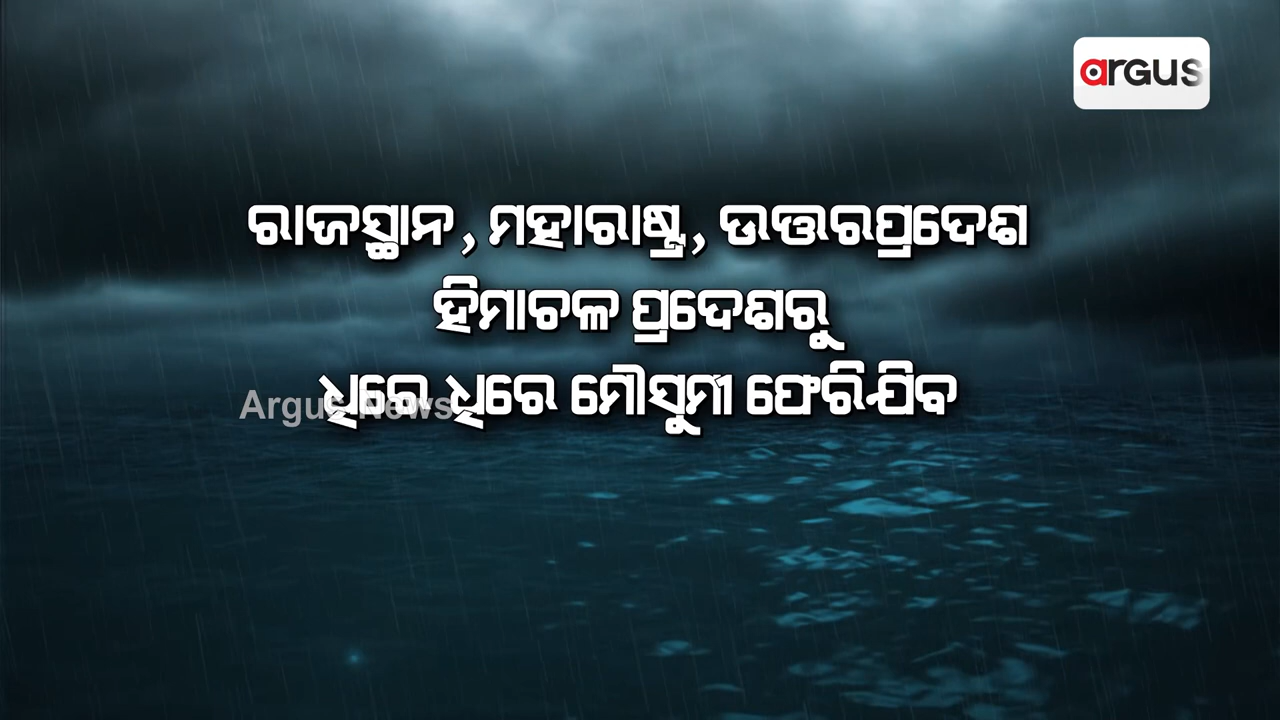 argus
ରାଜସ୍ଥାନ, ମହାରାଷ୍ଟ୍ର, ଉତ୍ତରପ୍ରଦେଶ
ହିମାଚଳ ପ୍ରଦେଶରୁ
ଧିରେ ଧିରେ ମୌସୁମୀ ଫେରିଯିବ
Argus News